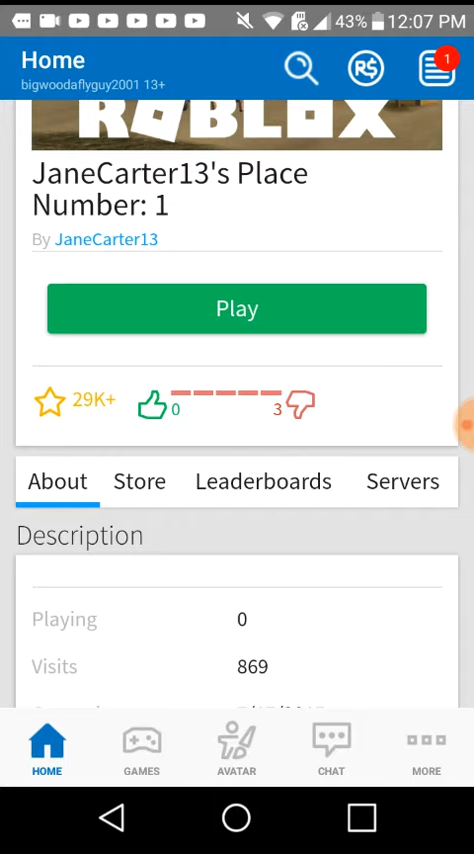 43% 12:07 PM
Home
bigwoodaflyguy2001 13+
R$
1
ROBLOX
JaneCarter13's Place
Number: 1
By JaneCarter13
Play
29K+
0
3
About Store Leaderboards Servers
Description
Playing 0
Visits 869
HOME GAMES AVATAR CHAT MORE